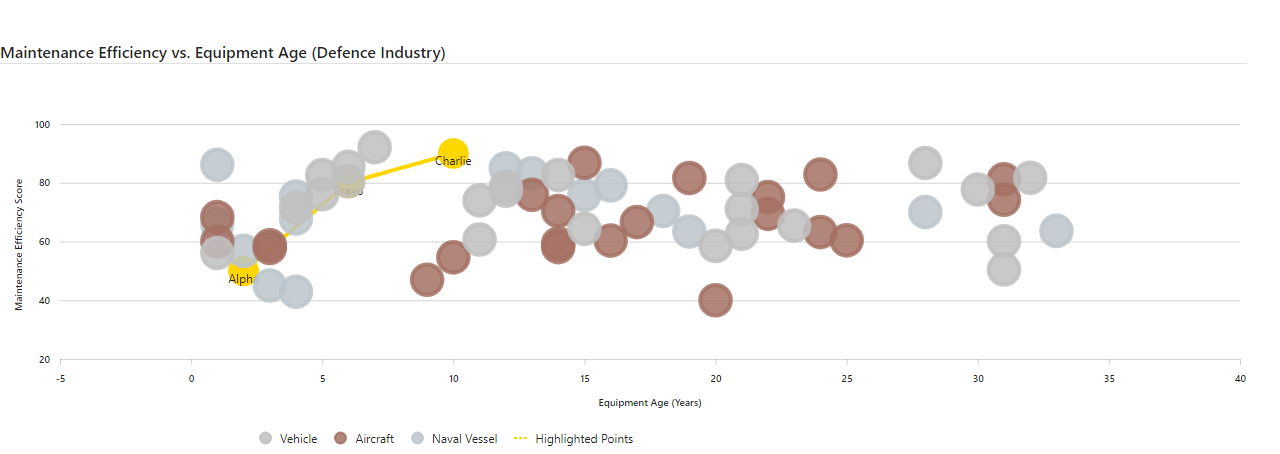 Maintenance Efficiency vs. Equipment Age (Defence Industry)
100
80
60
40
20
Maintenance Efficiency Score
Charlie
-5
0
5
10
15
20
25
30
35
40
Equipment Age (Years)
Vehicle
Aircraft
Naval Vessel
Highlighted Points